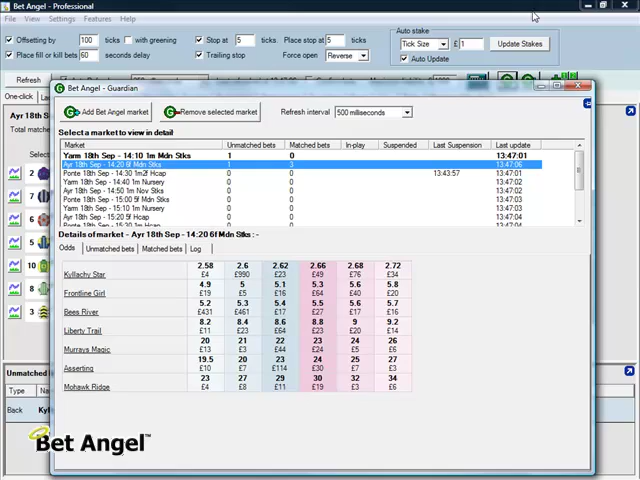 Bet Angel - Professional
File View Settings Features Help
Offsetting by 100 ticks with greening Stop at 5 ticks. Place stop at 5 ticks.
Auto stake
Tick Size £ 1 Update Stakes
Place fill or kill bets 60 seconds delay Trailing stop Force open Reverse
Auto Update
Refresh
One-click
Total matche
Bet Angel - Guardian
Add Bet Angel market Remove selected market Refresh interval 500 milliseconds
Select a market to view in detail
Market Unmatched bets Matched bets In-play Suspended Last Suspension Last update
Yarm 18th Sep - 14:10 1m Mdn Stks 1 0 13:47:01
Ayr 18th Sep - 14:20 6f Mdn Stks 1 3 13:47:06
Ponte 18th Sep - 14:30 1m2f Hcap 0 0 13:43:57 13:47:01
Yarm 18th Sep - 14:40 1m Nursery 0 0 13:47:02
Ayr 18th Sep - 14:50 1m Nov Stks 0 0 13:47:02
Ponte 18th Sep - 15:00 6f Nursery 0 0 13:47:02
Yarm 18th Sep - 15:10 1m Nursery 0 0 13:47:03
Ayr 18th Sep - 15:20 5f Hcap 0 0 13:47:04
Details of market - Ayr 18th Sep - 14:20 6f Mdn Stks : -
Odds Unmatched bets Matched bets Log
2.58 2.6 2.62 2.66 2.68 2.72
Kyllachy Star £4 £990 £23 £49 £76 £34
4.9 5 5.1 5.3 5.6 5.8
Frontline Girl £19 £5 £16 £64 £40 £20
5.2 5.3 5.4 5.5 5.6 5.7
Bees River £431 £461 £17 £27 £17 £16
8.2 8.4 8.6 8.8 9 9.2
Liberty Trail £11 £23 £64 £23 £20 £14
20 21 22 23 24 26
Murrays Magic £13 £3 £44 £24 £5 £6
19.5 20 23 24 25 27
Asserting £10 £7 £114 £30 £7 £3
23 27 29 30 32 34
Mohawk Ridge £4 £8 £11 £19 £3 £6
Unmatched
Type
Back Kyll
Bet Angel™